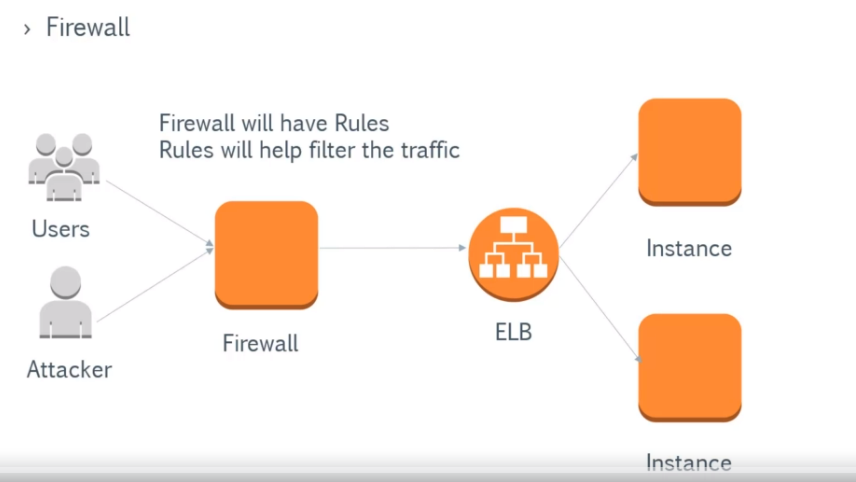 › Firewall
Firewall will have Rules
Rules will help filter the traffic
Users
Attacker
Firewall
ELB
Instance
Instance